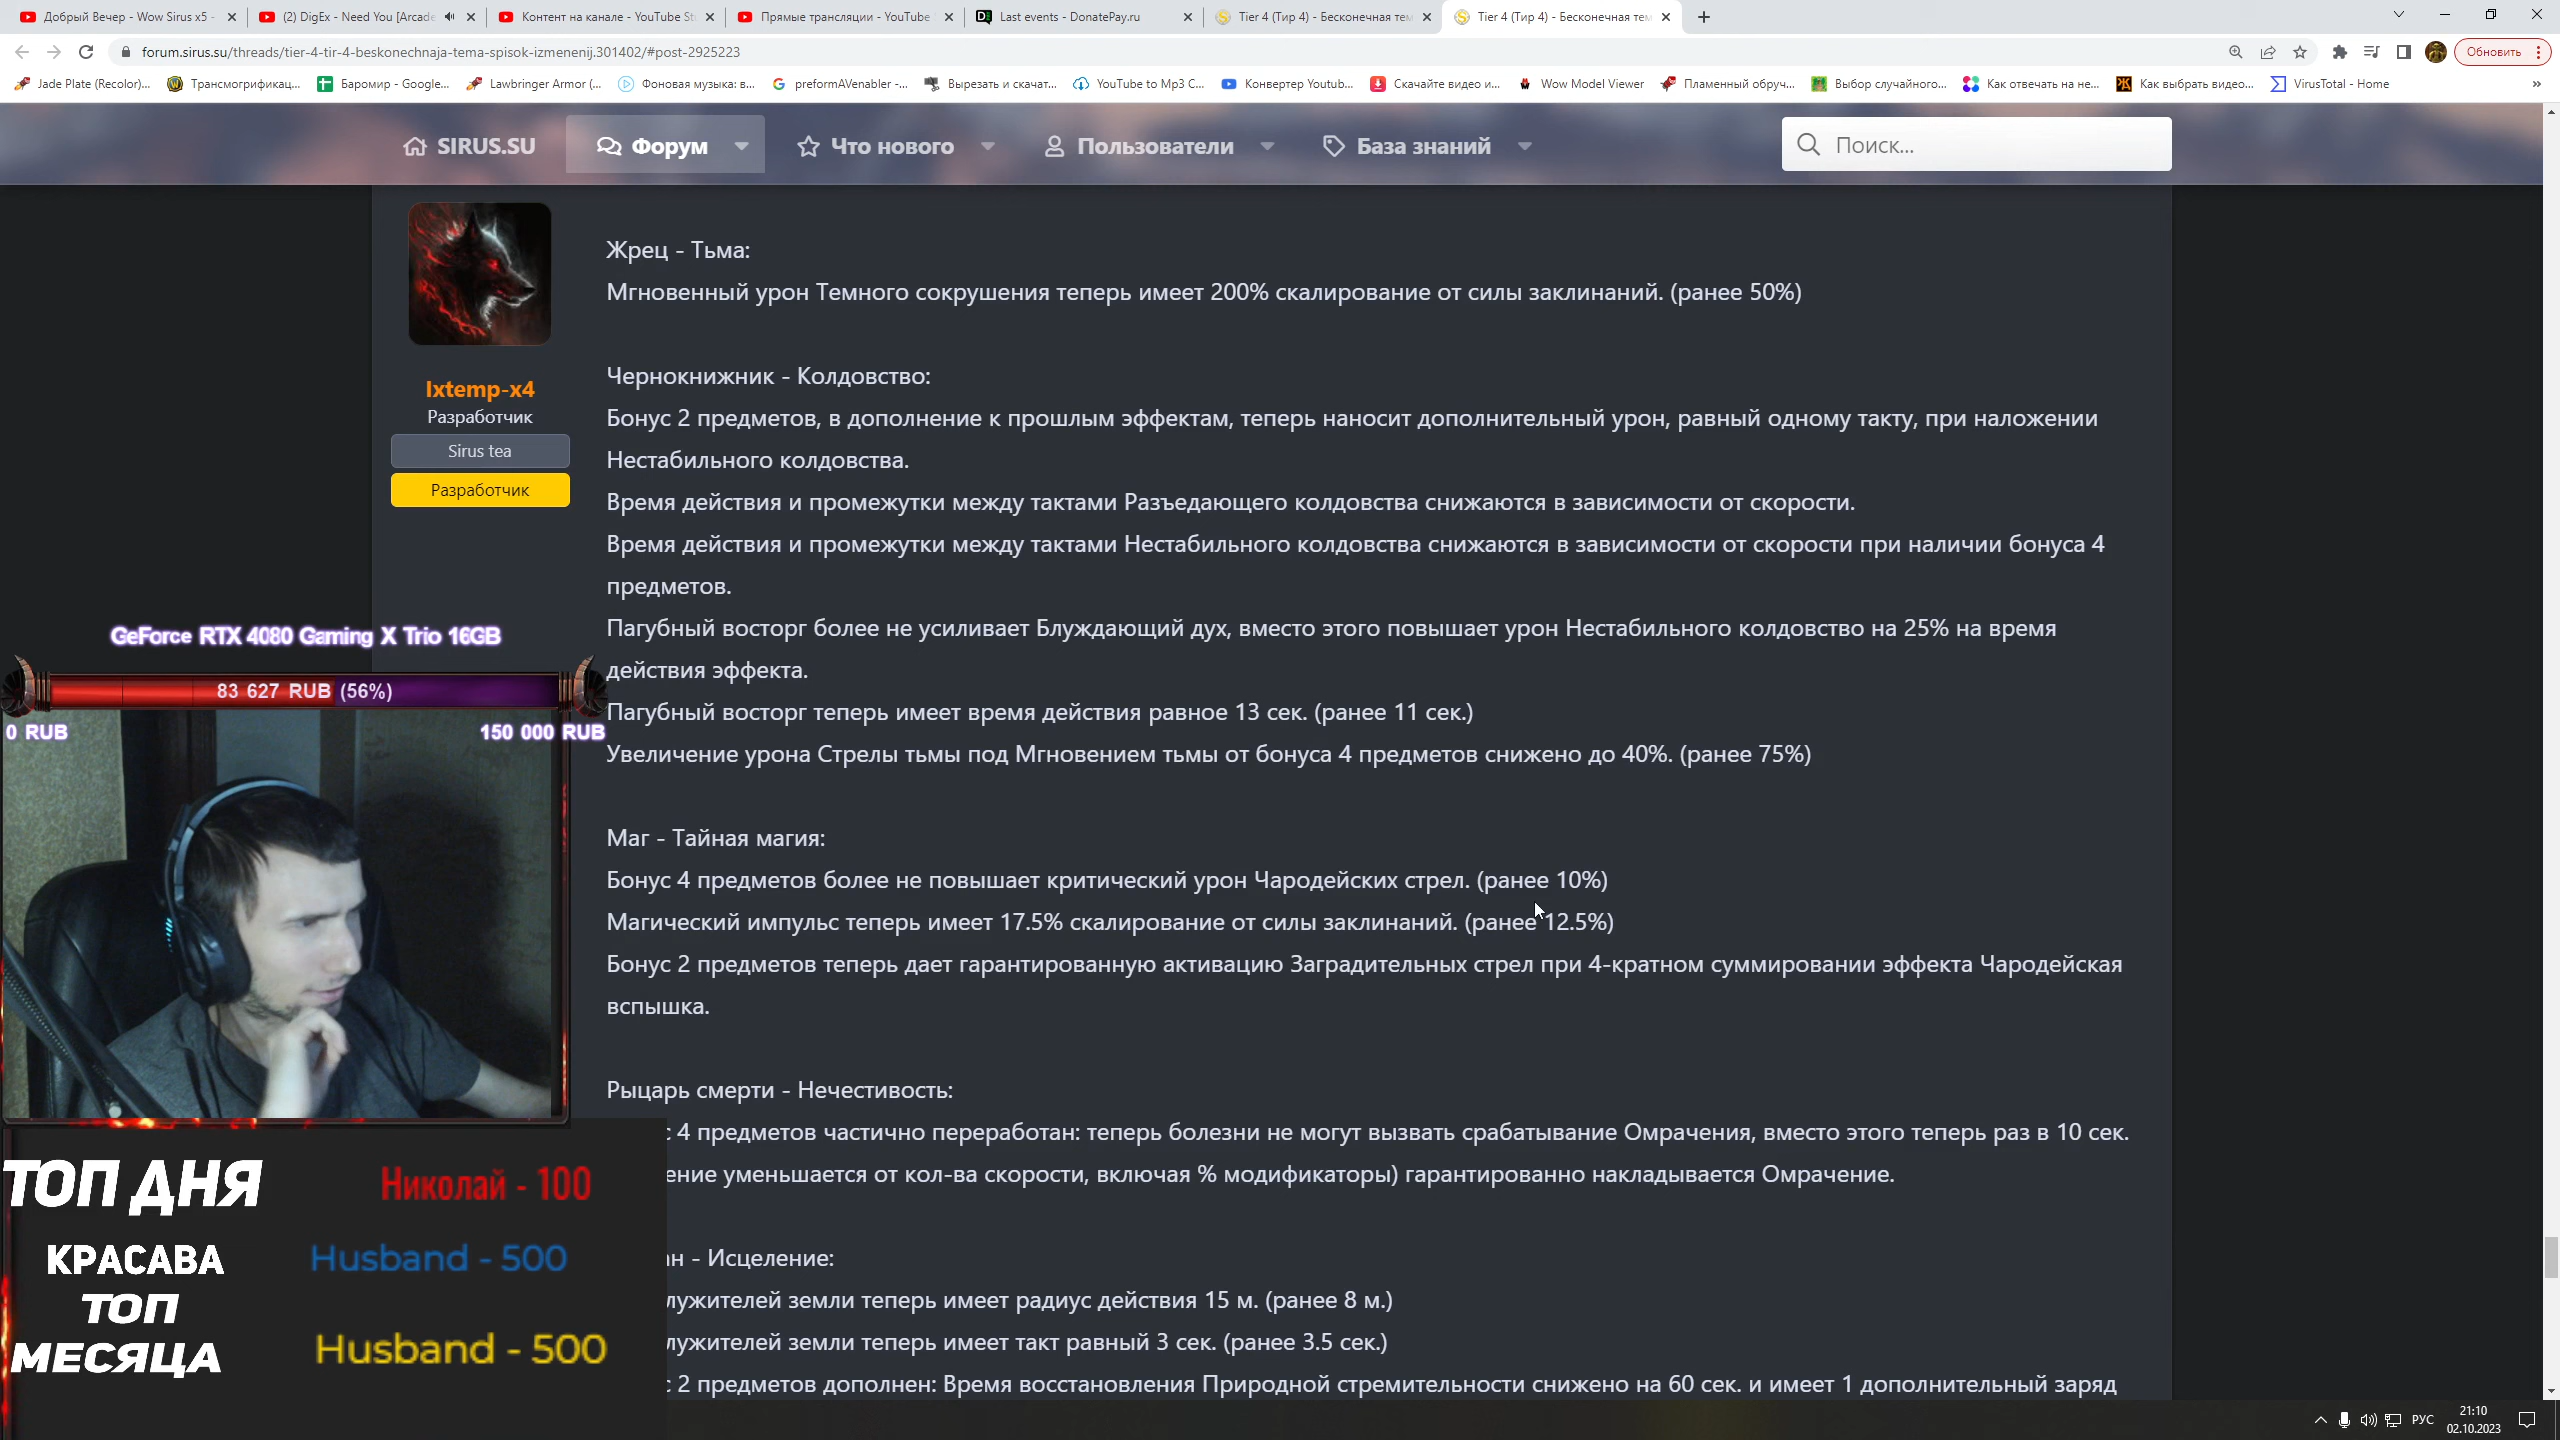 Добрый Вечер - Wow Sirus x5 -
(2) DigEx - Need You [Arcade
Контент на канале - YouTube St
Прямые трансляции - YouTube
Last events - DonatePay.ru
Tier 4 (Тир 4) - Бесконечная тем
Tier 4 (Тир 4) - Бесконечная тем
forum.sirus.su/threads/tier-4-tir-4-beskonechnaja-tema-spisok-izmenenij.301402/#post-2925223
Обновить
Jade Plate (Recolor)...
Трансмогрификац...
Баромир - Google...
Lawbringer Armor (...
Фоновая музыка: в...
preformAVenabler -...
Вырезать и скачат...
YouTube to Mp3 C...
Конвертер Youtub...
Скачайте видео и...
Wow Model Viewer
Пламенный обруч...
Выбор случайного...
Как отвечать на не...
Как выбрать видео...
VirusTotal - Home
»
SIRUS.SU
Форум
Что нового
Пользователи
База знаний
Поиск...
Ixtemp-x4
Разработчик
Sirus tea
Разработчик
Жрец - Тьма:
Мгновенный урон Темного сокрушения теперь имеет 200% скалирование от силы заклинаний. (ранее 50%)
Чернокнижник - Колдовство:
Бонус 2 предметов, в дополнение к прошлым эффектам, теперь наносит дополнительный урон, равный одному такту, при наложении
Нестабильного колдовства.
Время действия и промежутки между тактами Разъедающего колдовства снижаются в зависимости от скорости.
Время действия и промежутки между тактами Нестабильного колдовства снижаются в зависимости от скорости при наличии бонуса 4
предметов.
Пагубный восторг более не усиливает Блуждающий дух, вместо этого повышает урон Нестабильного колдовство на 25% на время
действия эффекта.
Пагубный восторг теперь имеет время действия равное 13 сек. (ранее 11 сек.)
Увеличение урона Стрелы тьмы под Мгновением тьмы от бонуса 4 предметов снижено до 40%. (ранее 75%)
Маг - Тайная магия:
Бонус 4 предметов более не повышает критический урон Чародейских стрел. (ранее 10%)
Магический импульс теперь имеет 17.5% скалирование от силы заклинаний. (ранее 12.5%)
Бонус 2 предметов теперь дает гарантированную активацию Заградительных стрел при 4-кратном суммировании эффекта Чародейская
вспышка.
Рыцарь смерти - Нечестивость:
с 4 предметов частично переработан: теперь болезни не могут вызвать срабатывание Омрачения, вместо этого теперь раз в 10 сек.
ение уменьшается от кол-ва скорости, включая % модификаторы) гарантированно накладывается Омрачение.
ан - Исцеление:
лужителей земли теперь имеет радиус действия 15 м. (ранее 8 м.)
лужителей земли теперь имеет такт равный 3 сек. (ранее 3.5 сек.)
с 2 предметов дополнен: Время восстановления Природной стремительности снижено на 60 сек. и имеет 1 дополнительный заряд
GeForce RTX 4080 Gaming X Trio 16GB
83 627 RUB (56%)
0 RUB
150 000 RUB
ТОП ДНЯ
Николай - 100
КРАСАВА
Husband - 500
ТОП
МЕСЯЦА
Husband - 500
РУС
21:10
02.10.2023